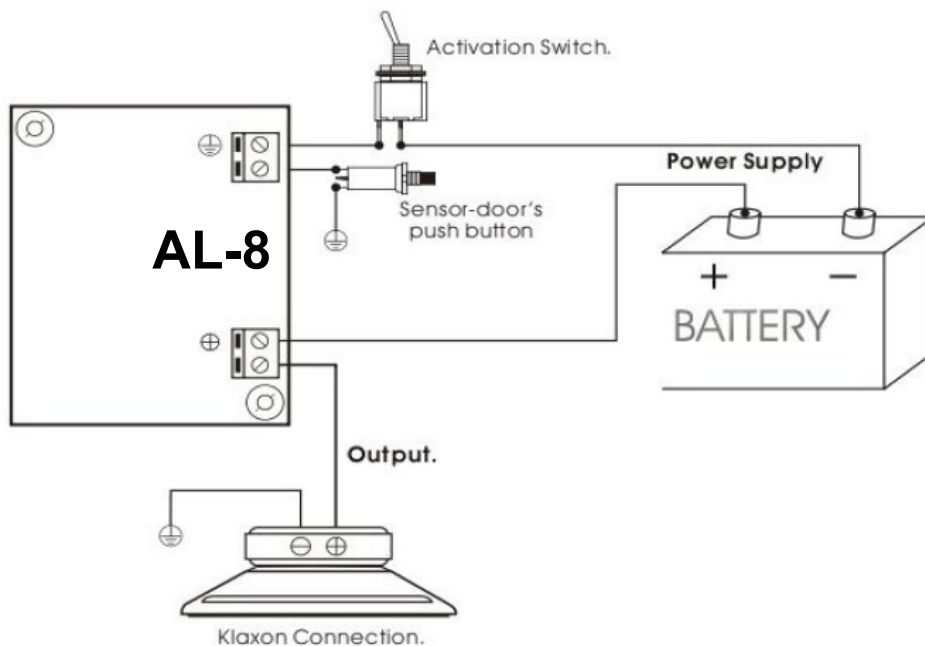 Activation Switch.
Power Supply
Sensor-door's
push button
AL-8
+ −
BATTERY
Output.
Klaxon Connection.